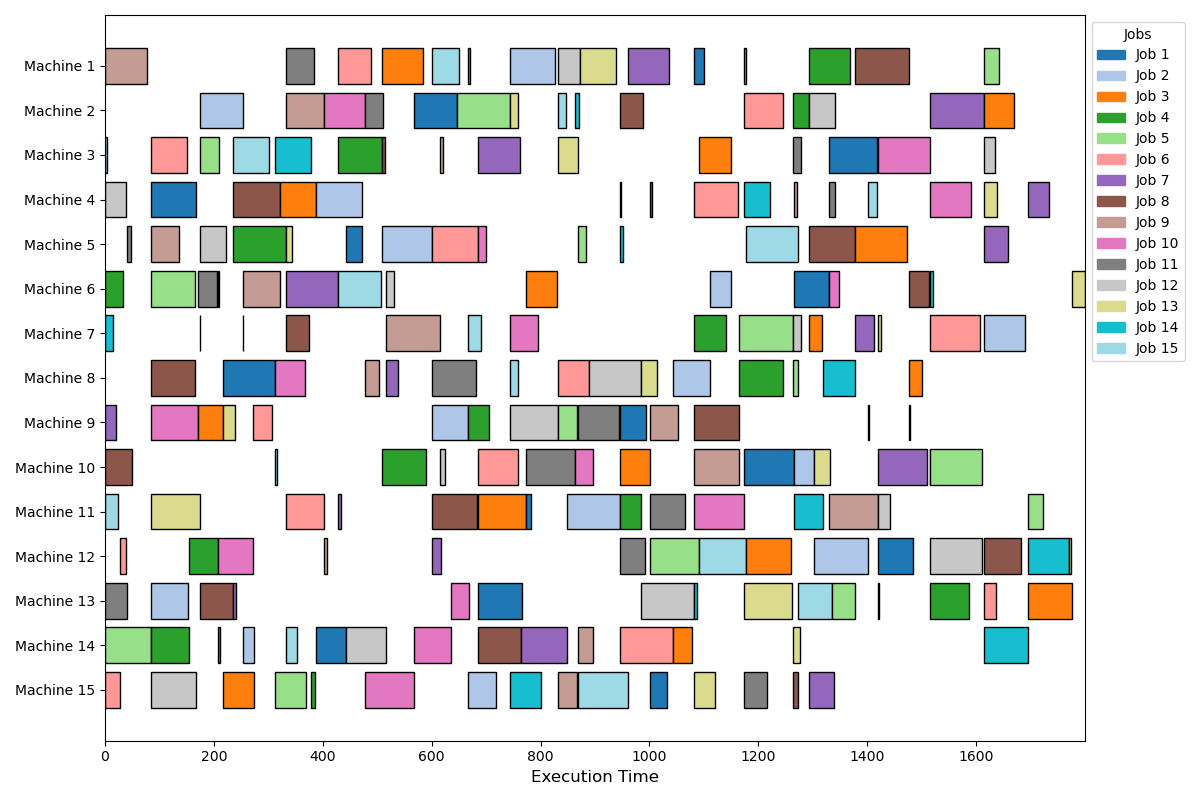 Machine 1
Machine 2
Machine 3
Machine 4
Machine 5
Machine 6
Machine 7
Machine 8
Machine 9
Machine 10
Machine 11
Machine 12
Machine 13
Machine 14
Machine 15
0 200 400 600 800 1000 1200 1400 1600
Execution Time
Jobs
Job 1
Job 2
Job 3
Job 4
Job 5
Job 6
Job 7
Job 8
Job 9
Job 10
Job 11
Job 12
Job 13
Job 14
Job 15